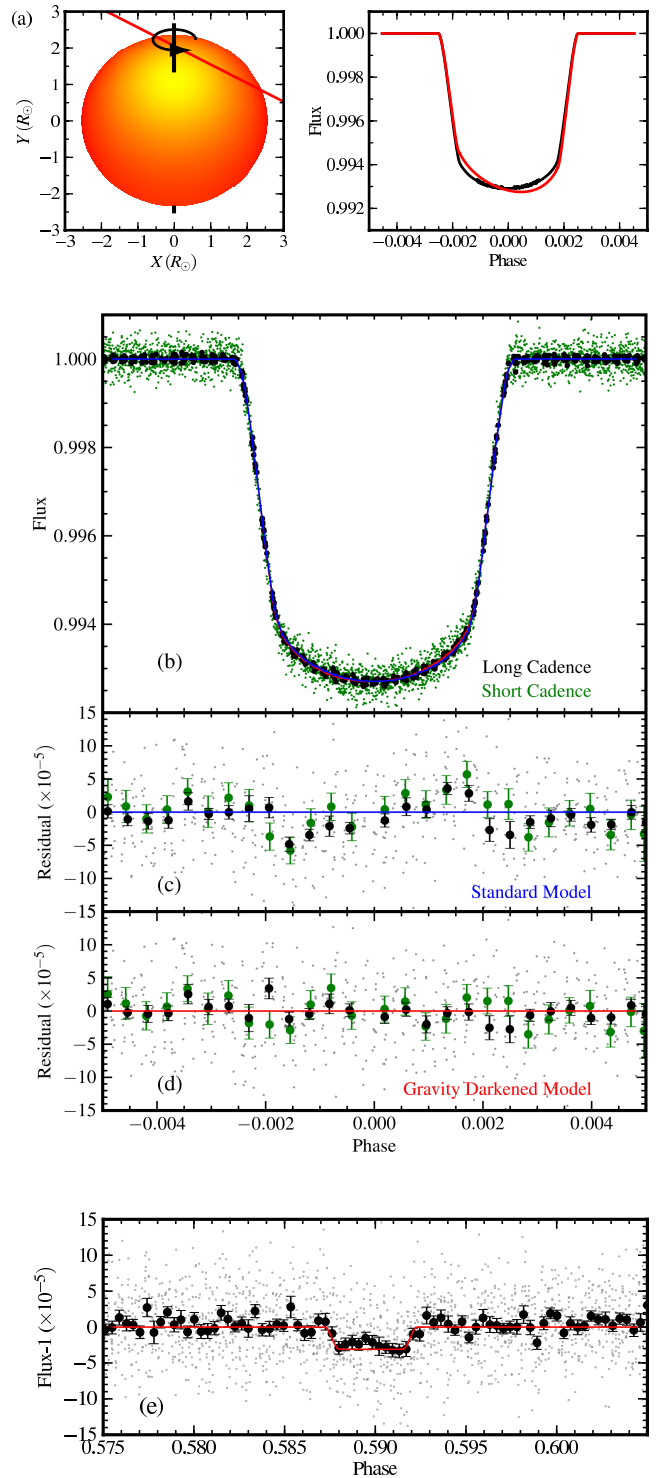 (a)
3
2
1
0
−1
−2
−3
Y (R☉)
−3 −2 −1 0 1 2 3
X (R☉)
1.000
0.998
0.996
0.994
0.992
Flux
−0.004 −0.002 0.000 0.002 0.004
Phase
1.000
0.998
0.996
0.994
Flux
(b)
Long Cadence
Short Cadence
15
10
5
0
−5
−10
−15
Residual (×10⁻⁵)
(c)
Standard Model
10
5
0
−5
−10
−15
Residual (×10⁻⁵)
(d)
Gravity Darkened Model
−0.004 −0.002 0.000 0.002 0.004
Phase
15
10
5
0
−5
−10
−15
Flux-1 (×10⁻⁵)
(e)
0.575 0.580 0.585 0.590 0.595 0.600
Phase